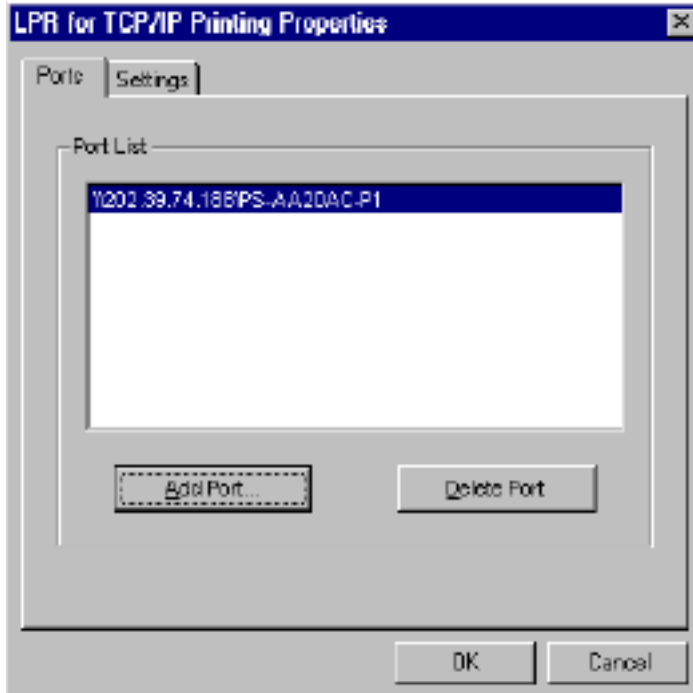 LPR for TCP/IP Printing Properties
Ports
Settings
Port List
\\202.39.74.186\PS-AA20AC-P1
Add Port...
Delete Port
OK
Cancel